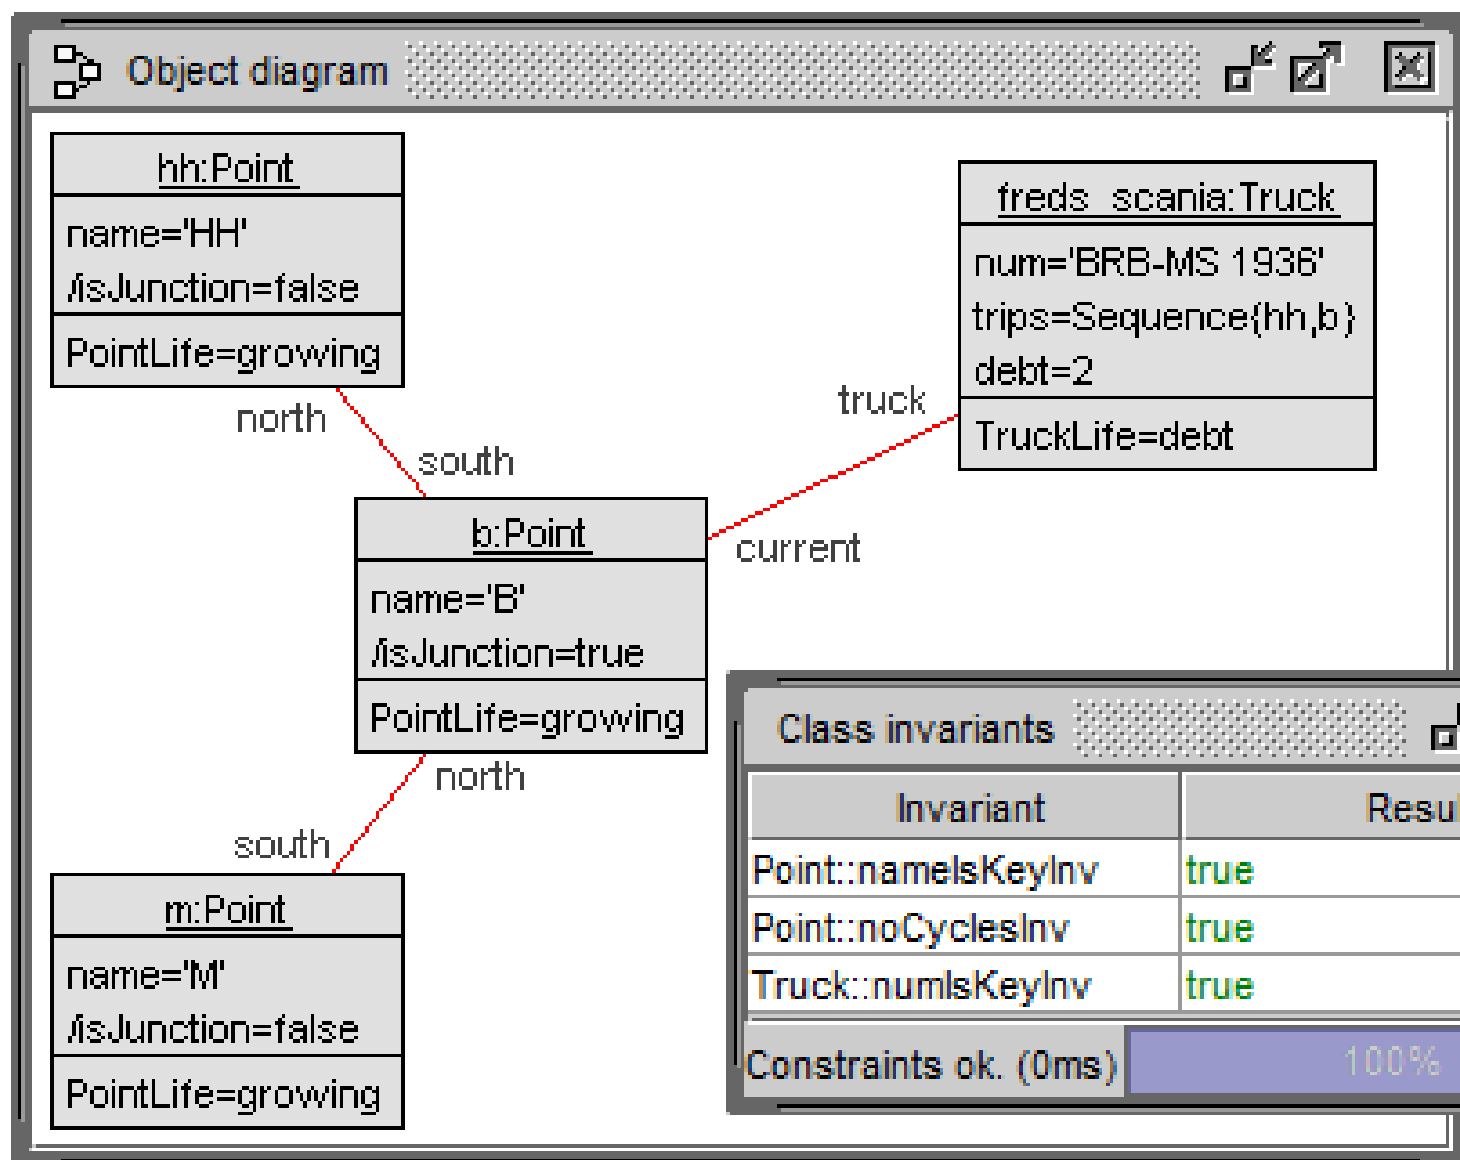 Object diagram
hh:Point
name='HH'
/isJunction=false
PointLife=growing
freds_scania:Truck
num='BRB-MS 1936'
trips=Sequence{hh,b}
debt=2
TruckLife=debt
truck
north
south
current
b:Point
name='B'
/isJunction=true
PointLife=growing
north
south
m:Point
name='M'
/isJunction=false
PointLife=growing
Class invariants
Invariant Resul
Point::nameIsKeyInv true
Point::noCyclesInv true
Truck::numIsKeyInv true
Constraints ok. (0ms) 100%